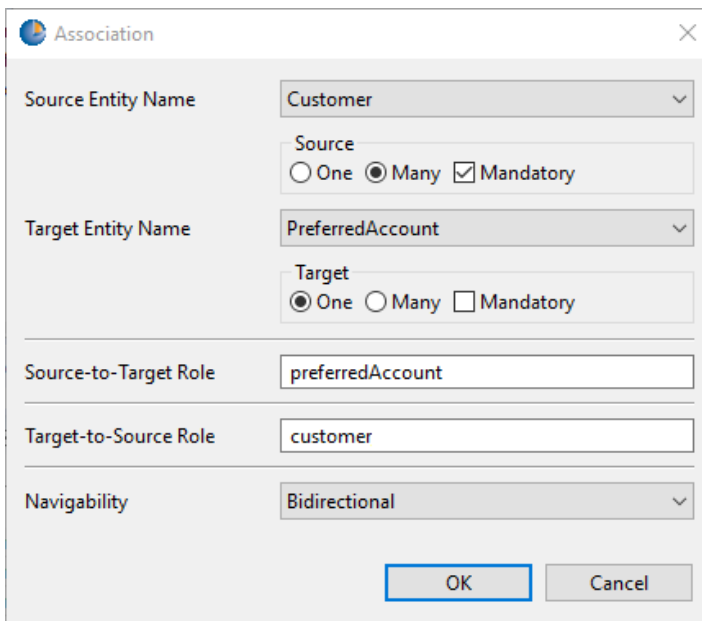 Association
Source Entity Name Customer
Source
One Many Mandatory
Target Entity Name PreferredAccount
Target
One Many Mandatory
Source-to-Target Role preferredAccount
Target-to-Source Role customer
Navigability Bidirectional
OK Cancel